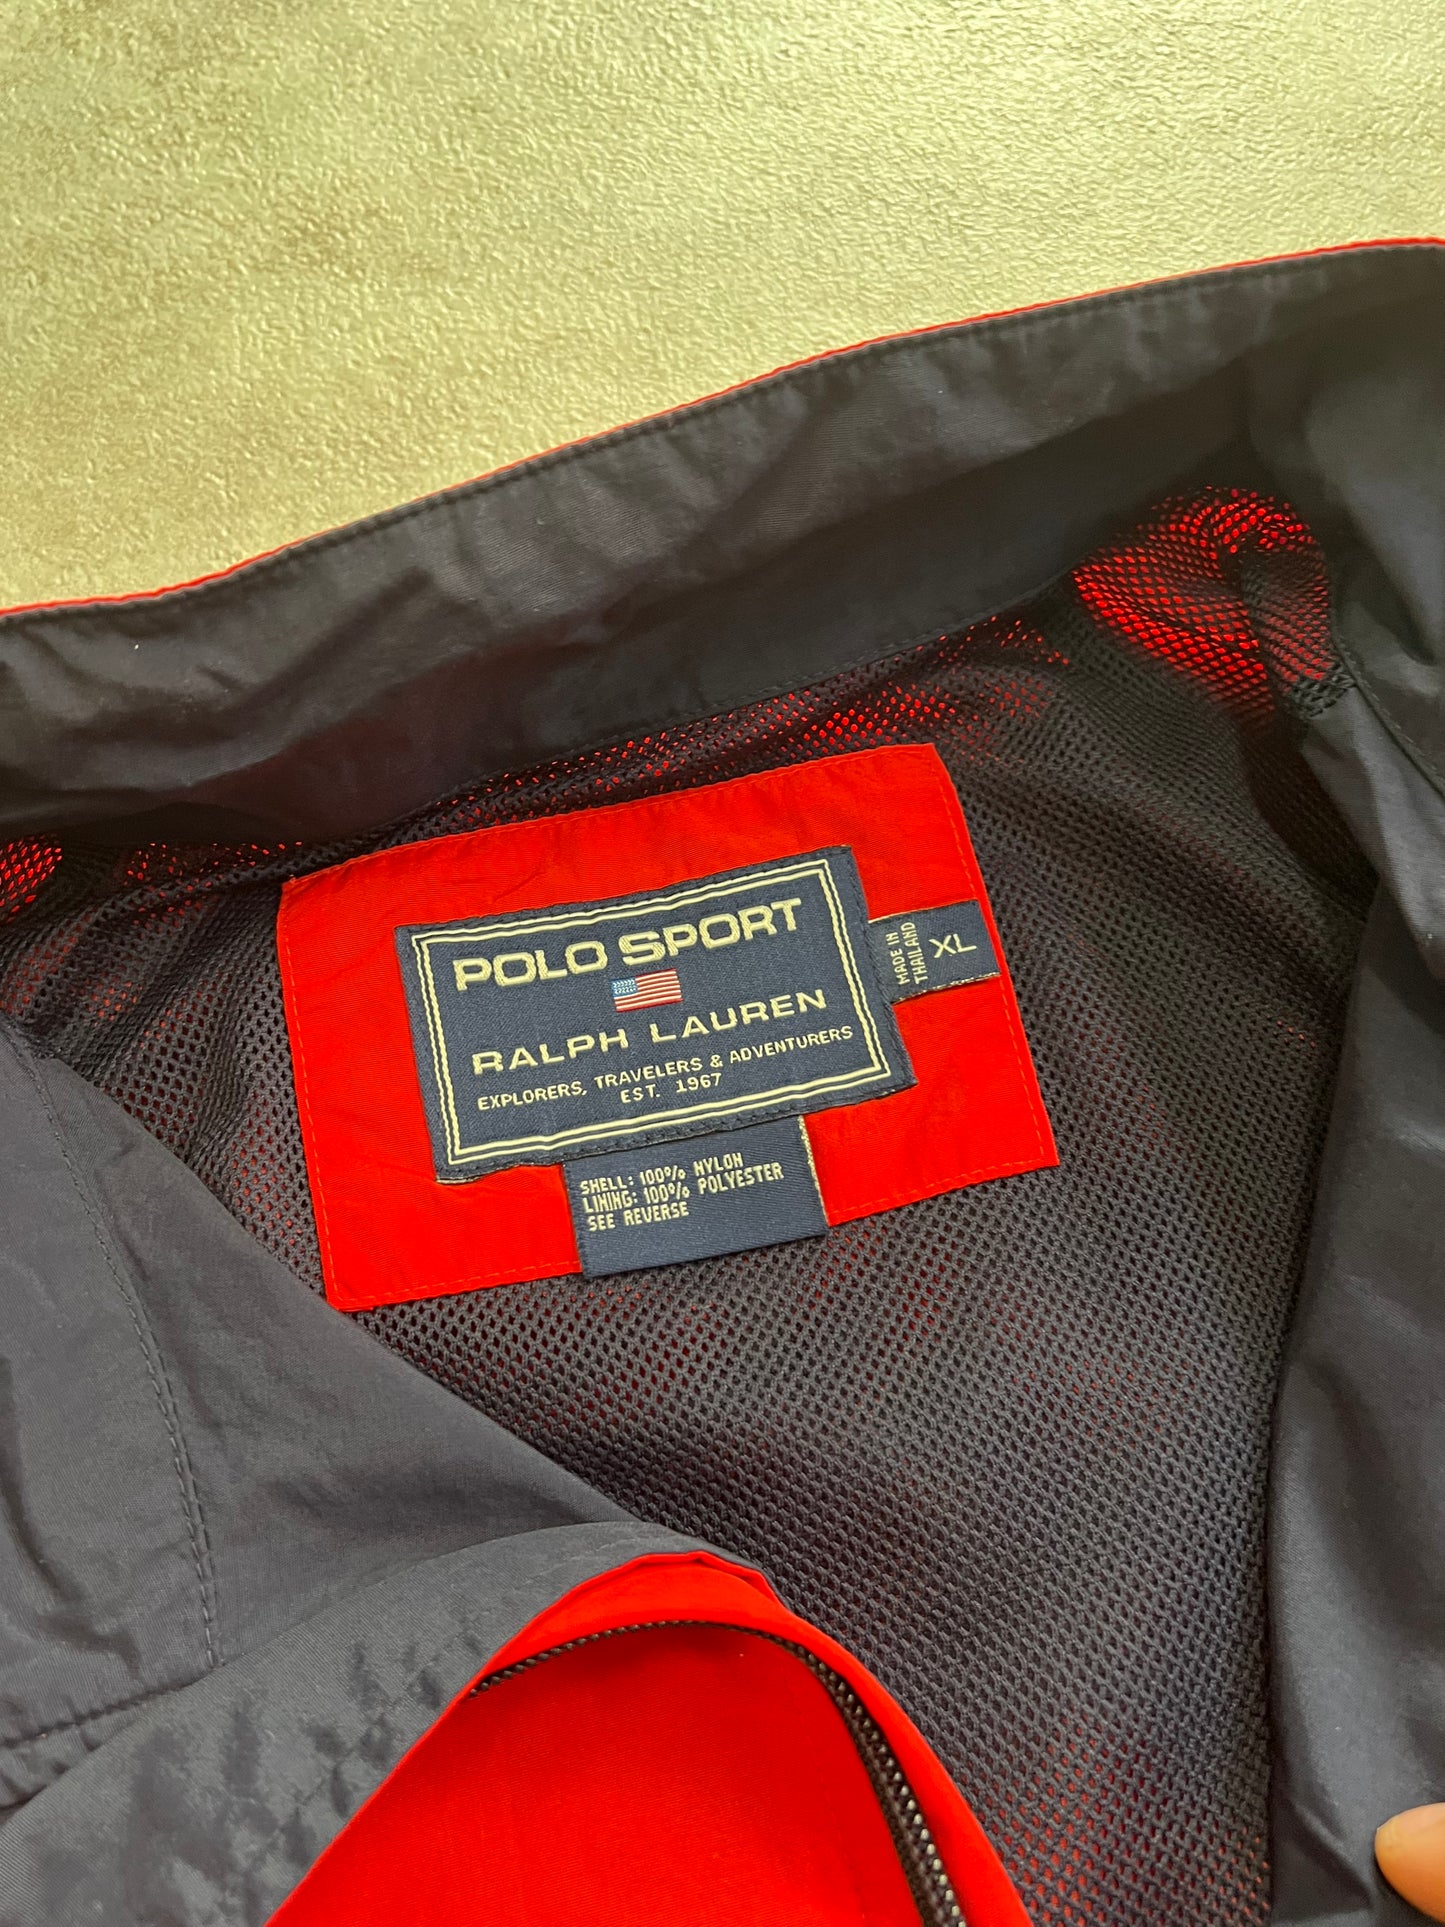 POLO SPORT
RALPH LAUREN
EXPLORERS, TRAVELERS & ADVENTURERS
EST. 1967
MADE IN
THAILAND
XL
SHELL: 100% NYLON
LINING: 100% POLYESTER
SEE REVERSE